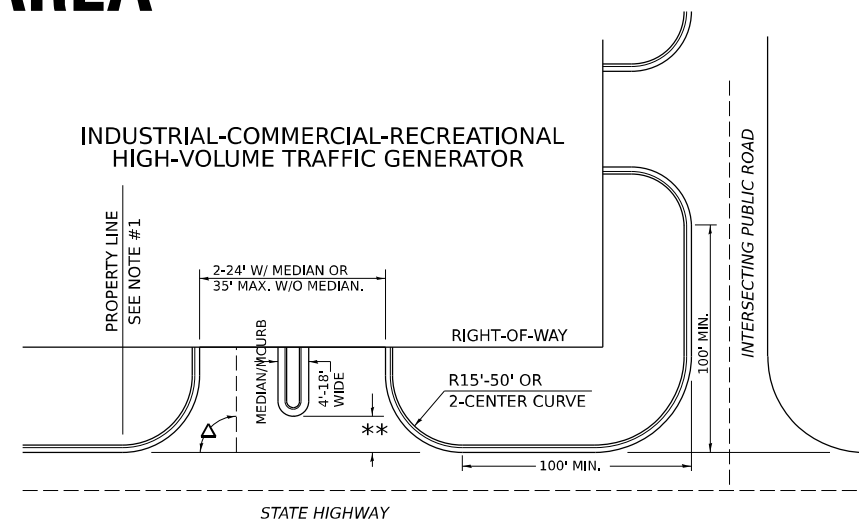 AREA
INDUSTRIAL-COMMERCIAL-RECREATIONAL
HIGH-VOLUME TRAFFIC GENERATOR
PROPERTY LINE
SEE NOTE #1
2-24' W/ MEDIAN OR
35' MAX. W/O MEDIAN.
MEDIAN/MCURB
4'-18'
WIDE
**
RIGHT-OF-WAY
R15'-50' OR
2-CENTER CURVE
100' MIN.
100' MIN.
INTERSECTING PUBLIC ROAD
STATE HIGHWAY